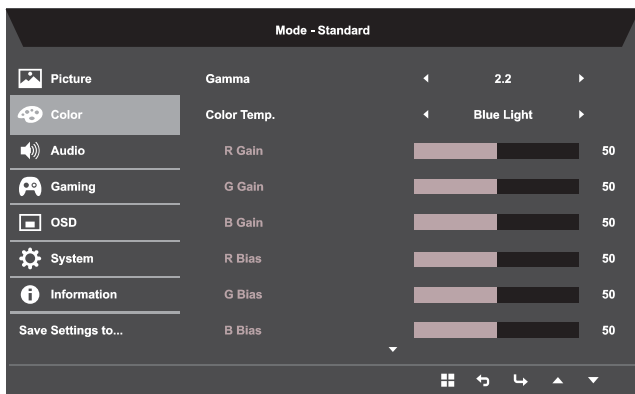 Mode - Standard
Picture
Gamma 2.2
Color
Color Temp. Blue Light
Audio
R Gain 50
Gaming
G Gain 50
OSD
B Gain 50
System
R Bias 50
Information
G Bias 50
Save Settings to...
B Bias 50